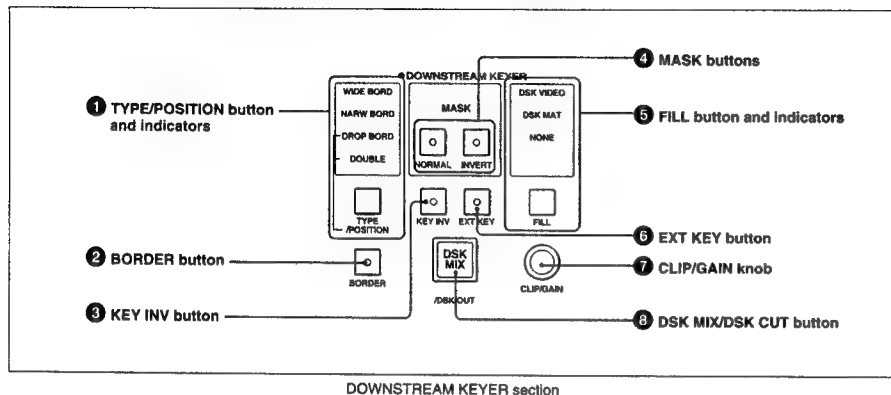 DOWNSTREAM KEYER
WIDE BORD
NARW BORD
DROP BORD
DOUBLE
TYPE
/POSITION
BORDER
MASK
NORMAL
INVERT
KEY INV
EXT KEY
DSK
MIX
/DSK CUT
DSK VIDEO
DSK MAT
NONE
FILL
CLIP/GAIN
1 TYPE/POSITION button
and indicators
2 BORDER button
3 KEY INV button
4 MASK buttons
5 FILL button and indicators
6 EXT KEY button
7 CLIP/GAIN knob
8 DSK MIX/DSK CUT button
DOWNSTREAM KEYER section